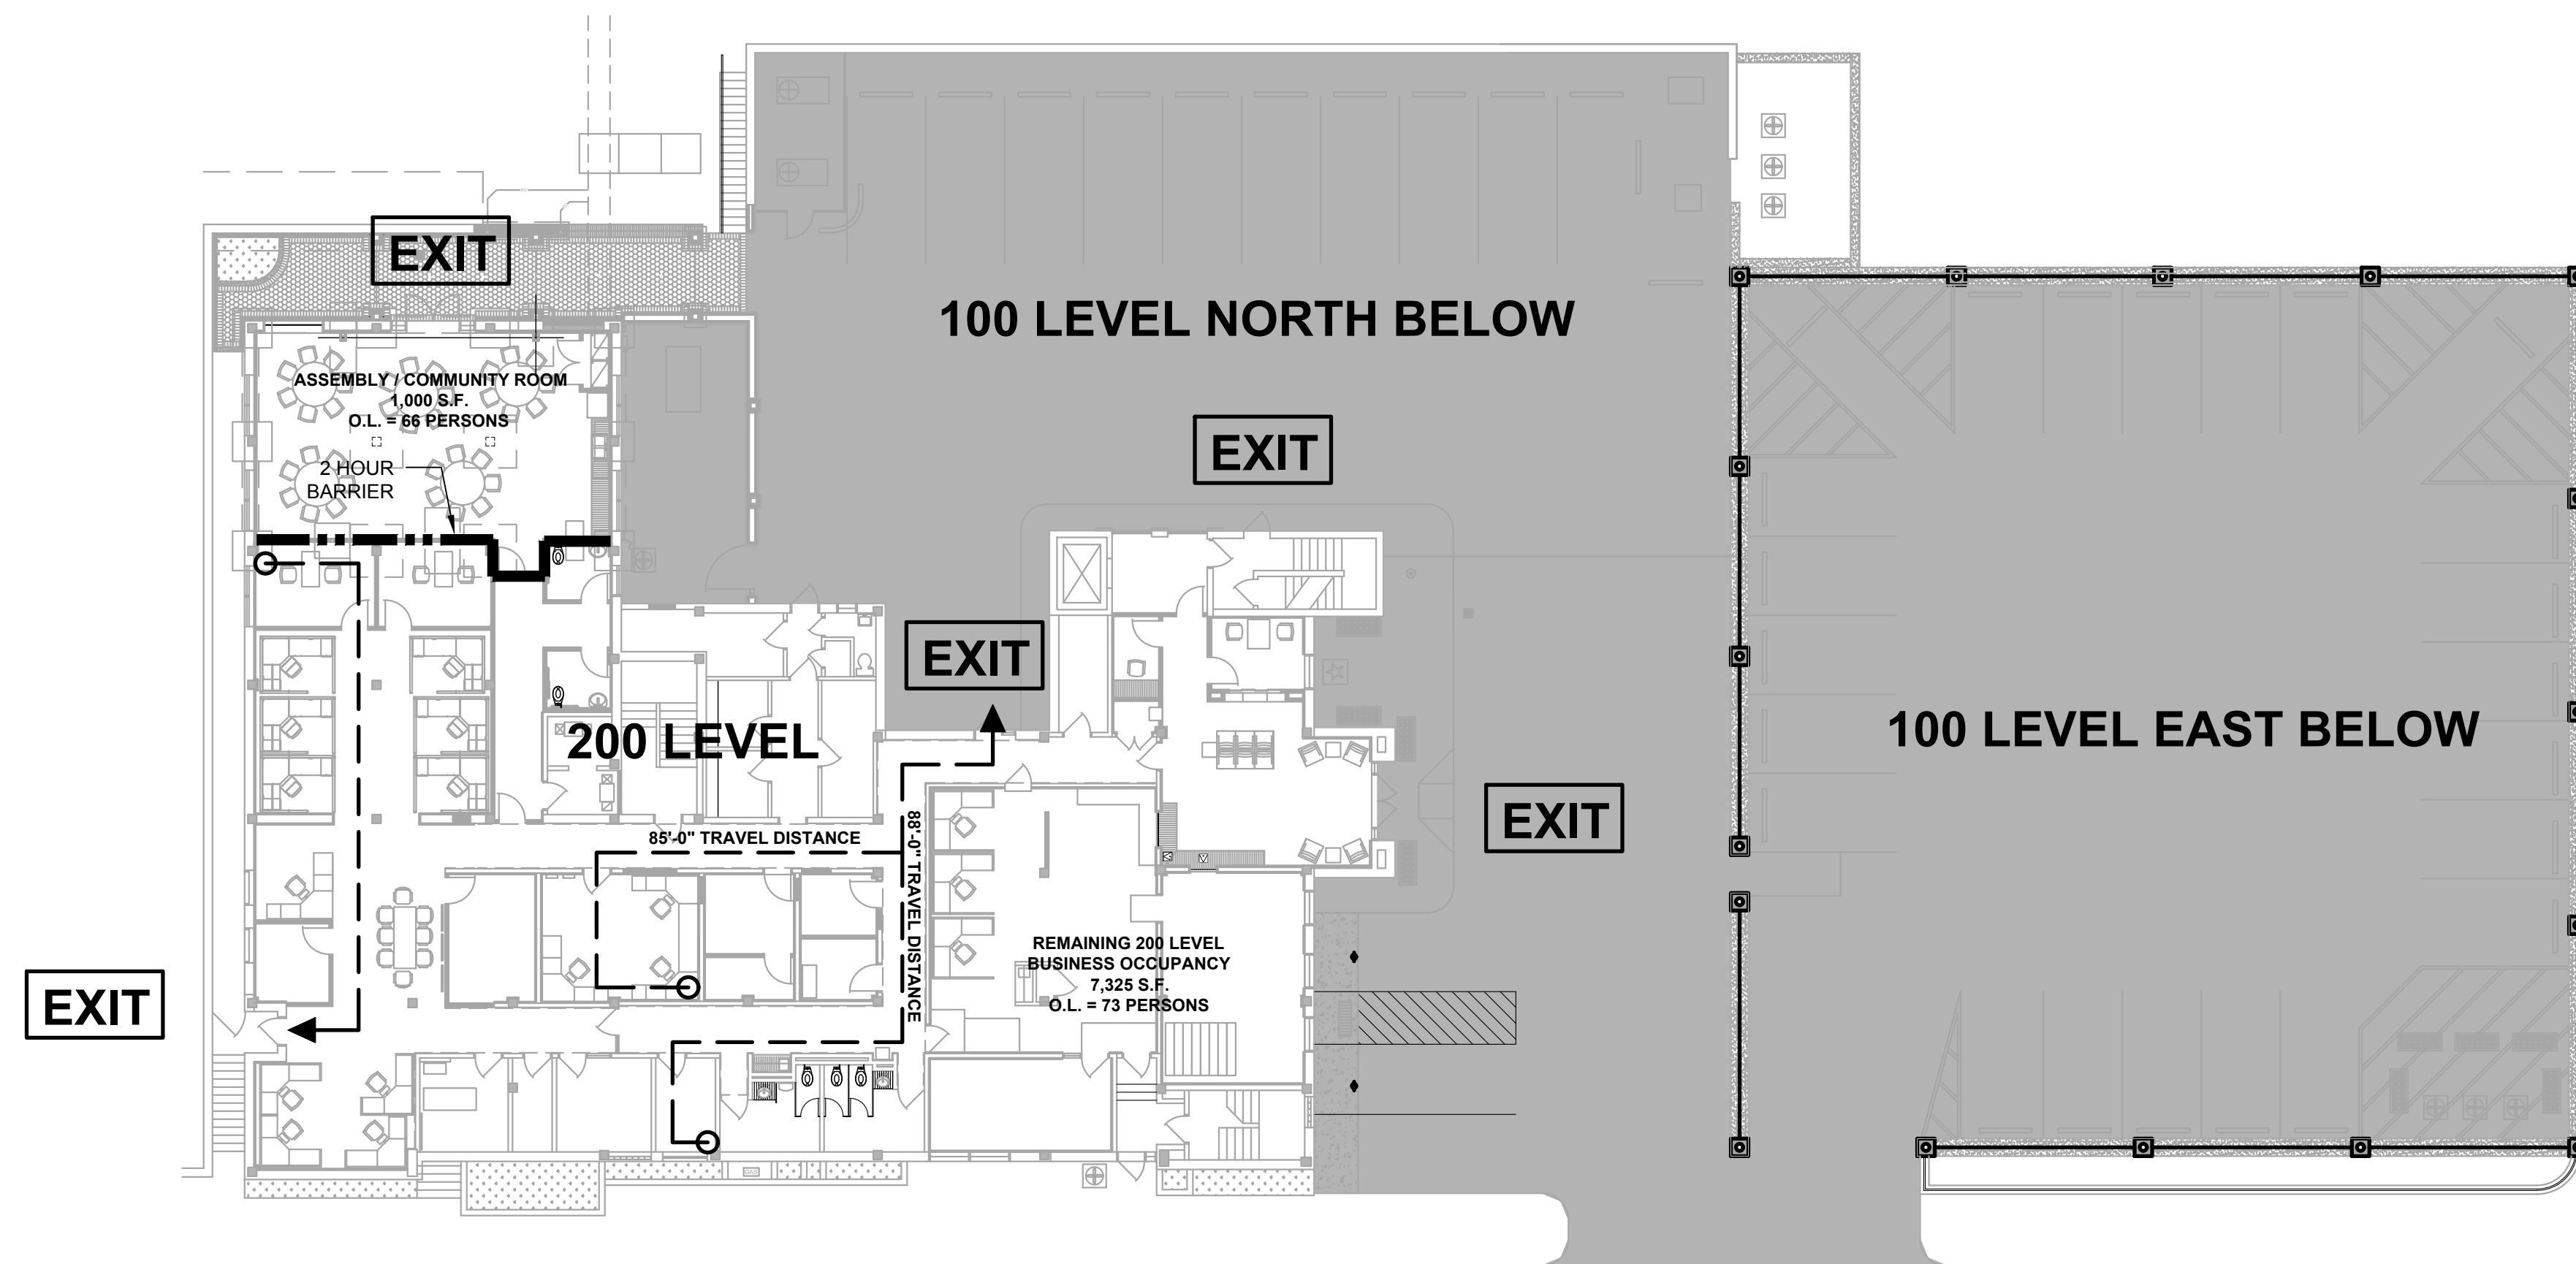 EXIT
100 LEVEL NORTH BELOW
ASSEMBLY / COMMUNITY ROOM
1,000 S.F.
O.L. = 66 PERSONS
2 HOUR
BARRIER
EXIT
EXIT
200 LEVEL
100 LEVEL EAST BELOW
EXIT
85'-0" TRAVEL DISTANCE
88'-0" TRAVEL DISTANCE
REMAINING 200 LEVEL
BUSINESS OCCUPANCY
7,325 S.F.
O.L. = 73 PERSONS
EXIT
GAS